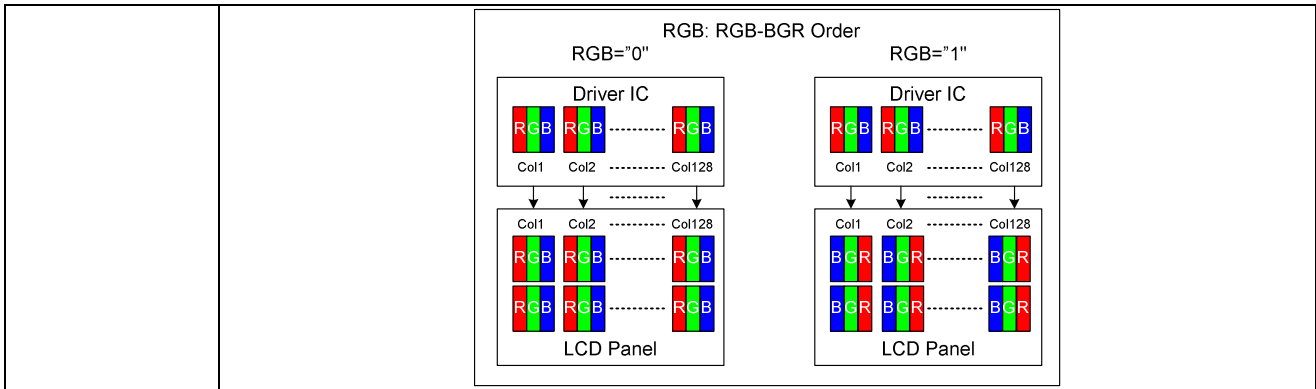 RGB: RGB-BGR Order
RGB="0" RGB="1"
Driver IC Driver IC
RGB RGB RGB RGB RGB RGB
Col1 Col2 Col128 Col1 Col2 Col128
Col1 Col2 Col128 Col1 Col2 Col128
RGB RGB RGB BGR BGR BGR
RGB RGB RGB BGR BGR BGR
LCD Panel LCD Panel